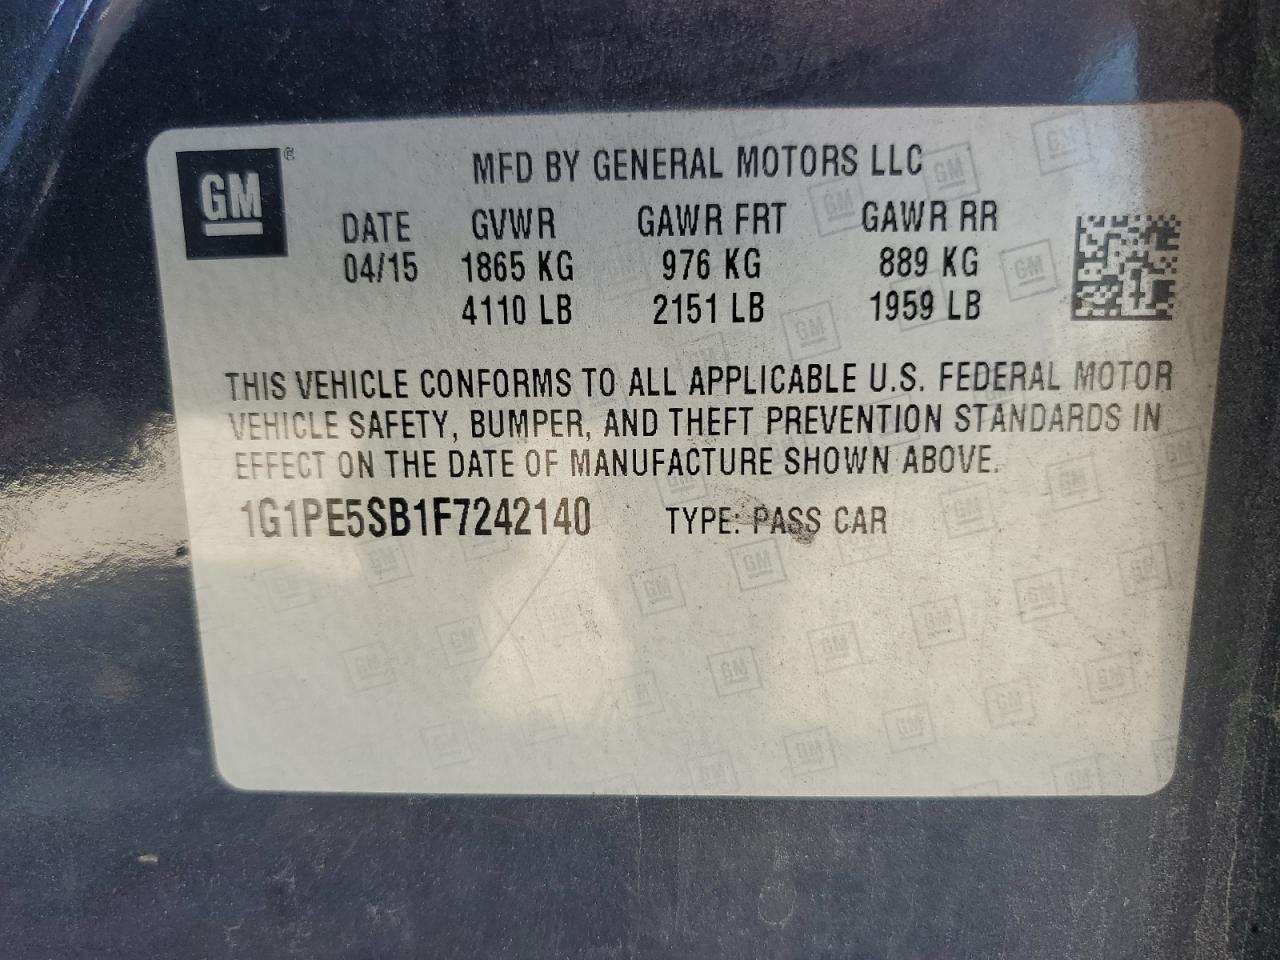 GM®
MFD BY GENERAL MOTORS LLC
DATE GVWR GAWR FRT GAWR RR
04/15 1865 KG 976 KG 889 KG
4110 LB 2151 LB 1959 LB
THIS VEHICLE CONFORMS TO ALL APPLICABLE U.S. FEDERAL MOTOR
VEHICLE SAFETY, BUMPER, AND THEFT PREVENTION STANDARDS IN
EFFECT ON THE DATE OF MANUFACTURE SHOWN ABOVE.
1G1PE5SB1F7242140 TYPE: PASS CAR